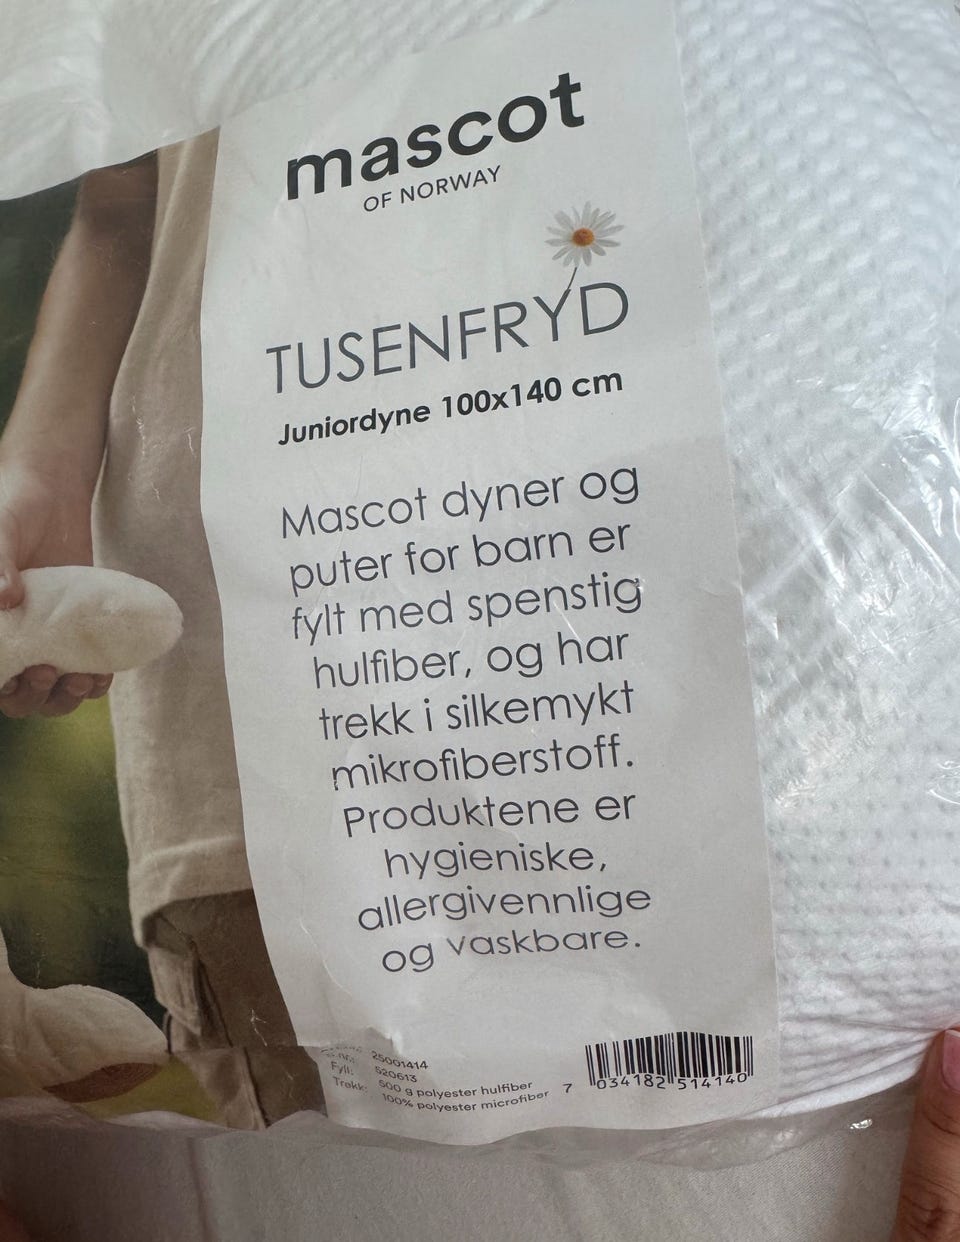 mascot
OF NORWAY
TUSENFRYD
Juniordyne 100x140 cm
Mascot dyner og
puter for barn er
fylt med spenstig
hulfiber, og har
trekk i silkemykt
mikrofiberstoff.
Produktene er
hygieniske,
allergivennlige
og vaskbare.
25001414
520613
Fyll: 500 g polyester hulfiber
Trekk: 100% polyester microfiber
7 034182 514140